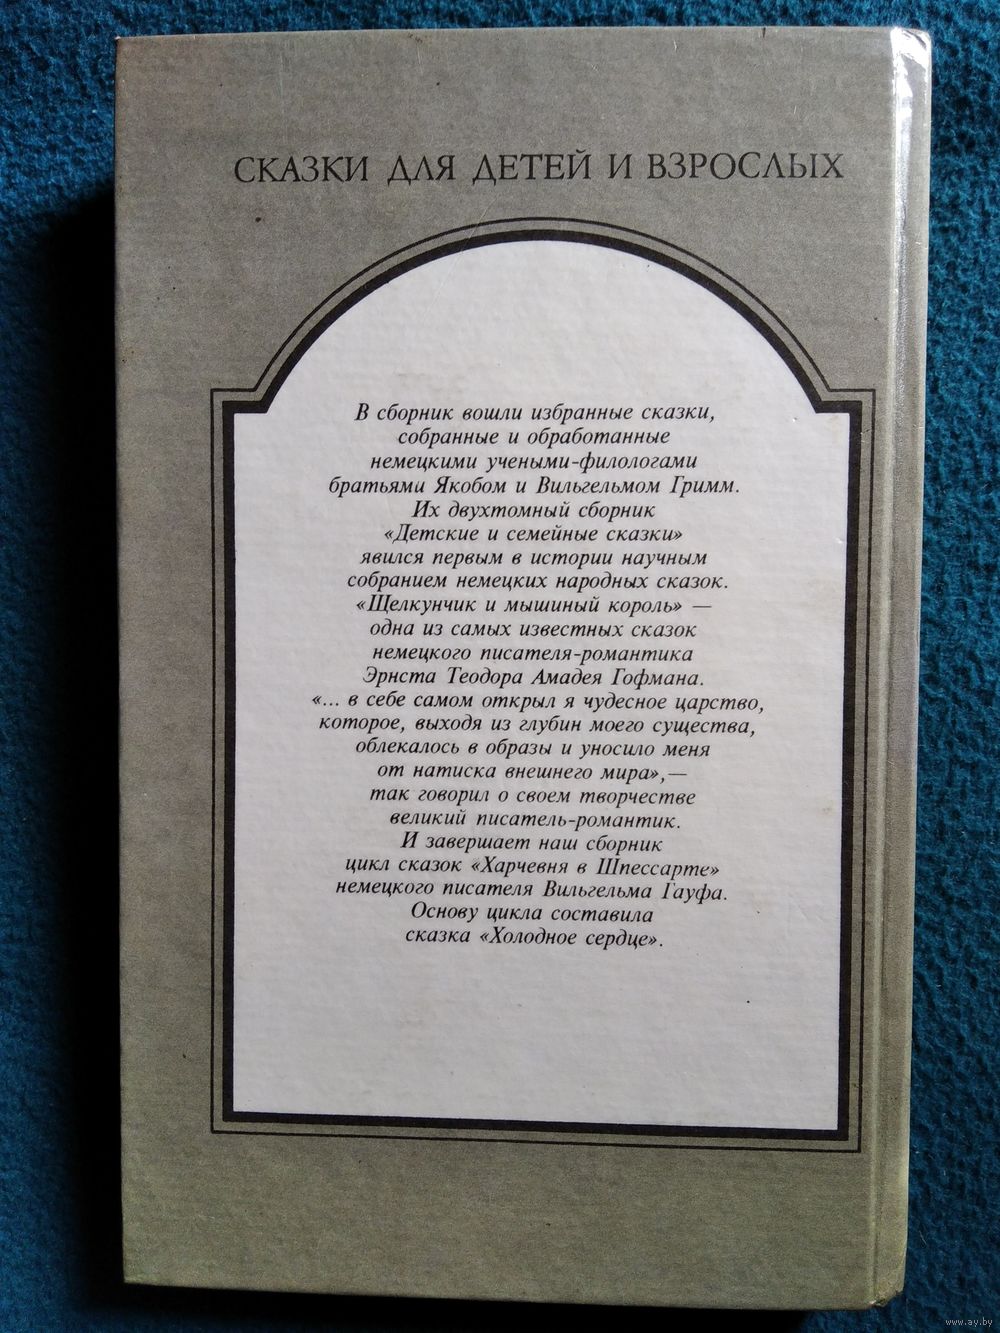 СКАЗКИ ДЛЯ ДЕТЕЙ И ВЗРОСЛЫХ
В сборник вошли избранные сказки,
собранные и обработанные
немецкими учеными-филологами
братьями Якобом и Вильгельмом Гримм.
Их двухтомный сборник
«Детские и семейные сказки»
явился первым в истории научным
собранием немецких народных сказок.
«Щелкунчик и мышиный король» —
одна из самых известных сказок
немецкого писателя-романтика
Эрнста Теодора Амадея Гофмана.
«... в себе самом открыл я чудесное царство,
которое, выходя из глубин моего существа,
облекалось в образы и уносило меня
от натиска внешнего мира»,—
так говорил о своем творчестве
великий писатель-романтик.
И завершает наш сборник
цикл сказок «Харчевня в Шпессарте»
немецкого писателя Вильгельма Гауфа.
Основу цикла составила
сказка «Холодное сердце».
www.ay.by